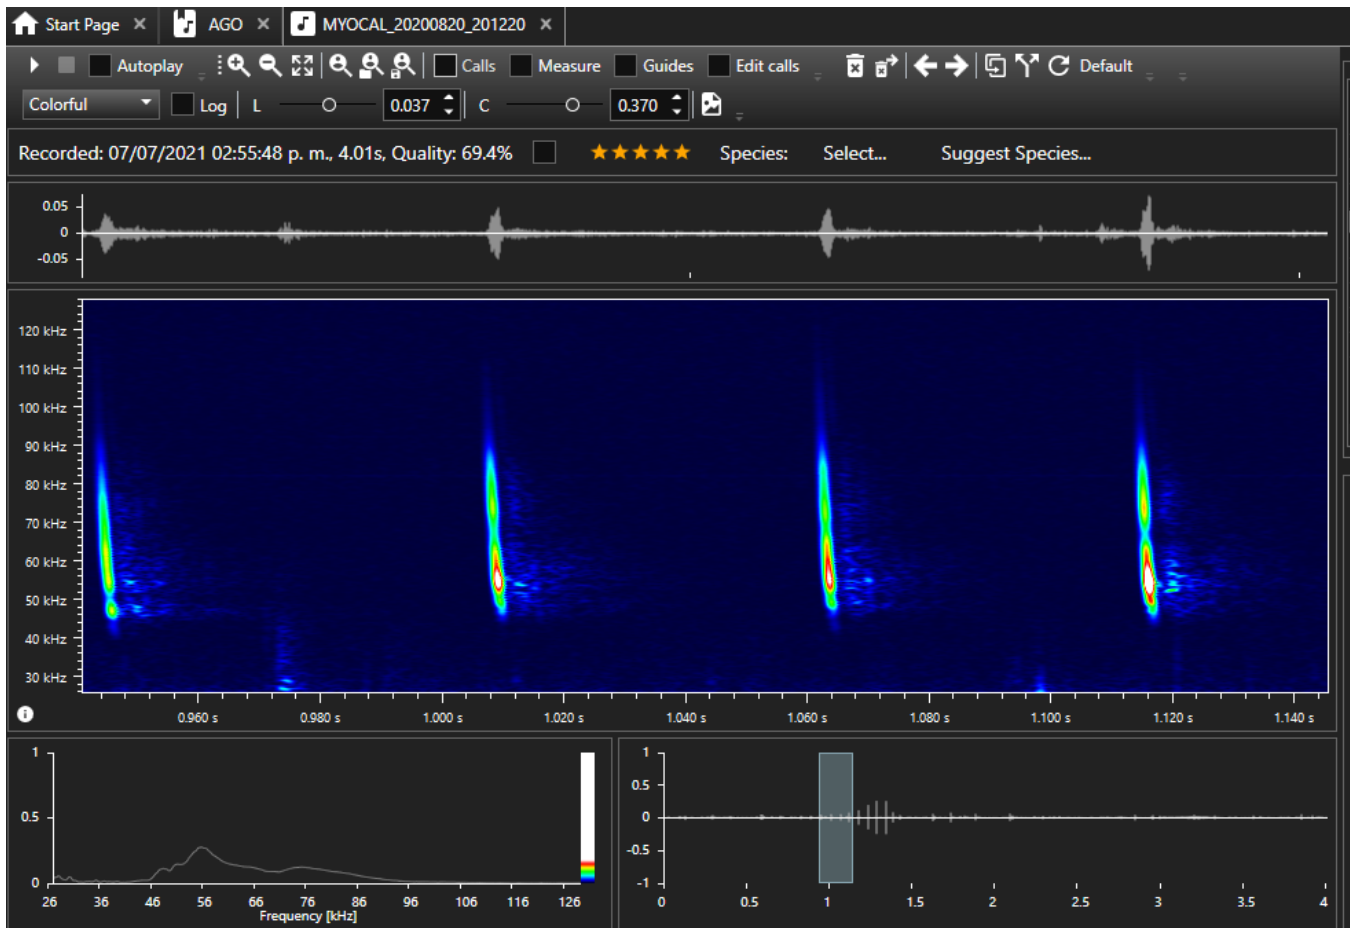 Start Page × AGO × MYOCAL_20200820_201220 ×
Autoplay Calls Measure Guides Edit calls Default
Colorful Log L 0.037 C 0.370
Recorded: 07/07/2021 02:55:48 p. m., 4.01s, Quality: 69.4% ★★★★★ Species: Select... Suggest Species...
0.05
0
-0.05
120 kHz
110 kHz
100 kHz
90 kHz
80 kHz
70 kHz
60 kHz
50 kHz
40 kHz
30 kHz
0.960 s 0.980 s 1.000 s 1.020 s 1.040 s 1.060 s 1.080 s 1.100 s 1.120 s 1.140 s
1
0.5
0
26 36 46 56 66 76 86 96 106 116 126
Frequency [kHz]
1
0.5
0
-0.5
-1
0 0.5 1 1.5 2 2.5 3 3.5 4